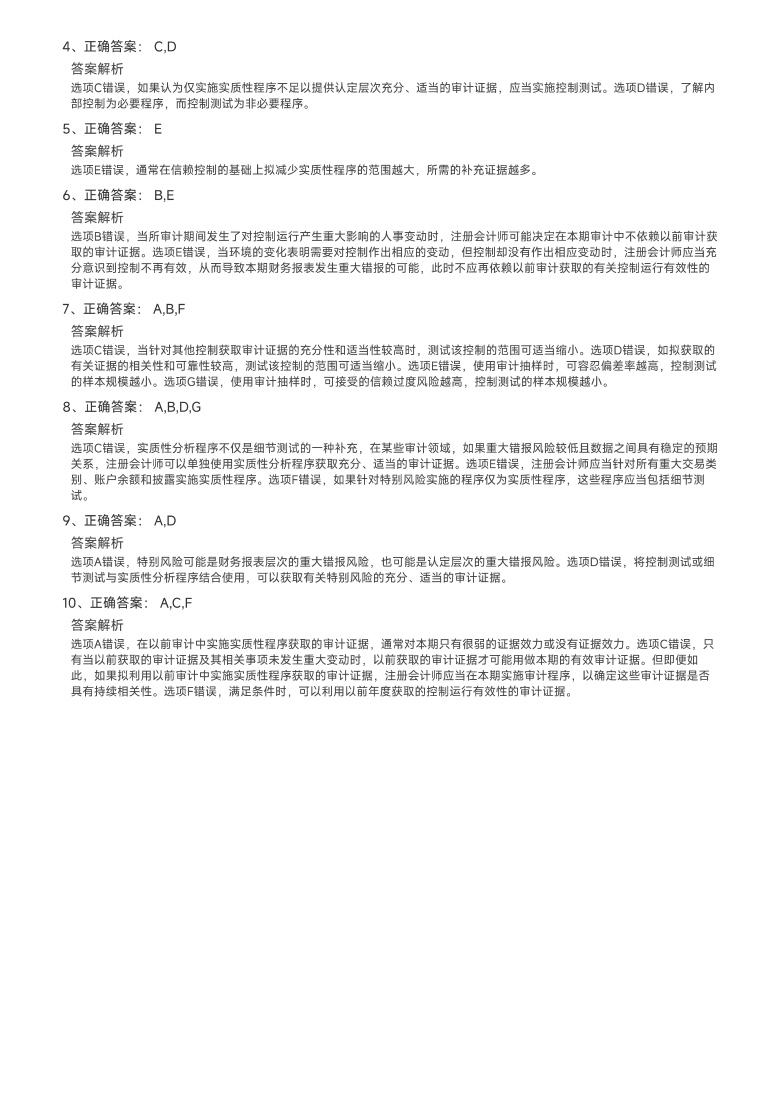 4、正确答案： C,D
答案解析
选项C错误，如果认为仅实施实质性程序不足以提供认定层次充分、适当的审计证据，应当实施控制测试。选项D错误，了解内
部控制为必要程序，而控制测试为非必要程序。
5、正确答案： E
答案解析
选项E错误，通常在信赖控制的基础上拟减少实质性程序的范围越大，所需的补充证据越多。
6、正确答案： B,E
答案解析
选项B错误，当所审计期间发生了对控制运行产生重大影响的人事变动时，注册会计师可能决定在本期审计中不依赖以前审计获
取的审计证据。选项E错误，当环境的变化表明需要对控制作出相应的变动，但控制却没有作出相应变动时，注册会计师应当充
分意识到控制不再有效，从而导致本期财务报表发生重大错报的可能，此时不应再依赖以前审计获取的有关控制运行有效性的
审计证据。
7、正确答案： A,B,F
答案解析
选项C错误，当针对其他控制获取审计证据的充分性和适当性较高时，测试该控制的范围可适当缩小。选项D错误，如拟获取的
有关证据的相关性和可靠性较高，测试该控制的范围可适当缩小。选项E错误，使用审计抽样时，可容忍偏差率越高，控制测试
的样本规模越小。选项G错误，使用审计抽样时，可接受的信赖过度风险越高，控制测试的样本规模越小。
8、正确答案： A,B,D,G
答案解析
选项C错误，实质性分析程序不仅是细节测试的一种补充，在某些审计领域，如果重大错报风险较低且数据之间具有稳定的预期
关系，注册会计师可以单独使用实质性分析程序获取充分、适当的审计证据。选项E错误，注册会计师应当针对所有重大交易类
别、账户余额和披露实施实质性程序。选项F错误，如果针对特别风险实施的程序仅为实质性程序，这些程序应当包括细节测
试。
9、正确答案： A,D
答案解析
选项A错误，特别风险可能是财务报表层次的重大错报风险，也可能是认定层次的重大错报风险。选项D错误，将控制测试或细
节测试与实质性分析程序结合使用，可以获取有关特别风险的充分、适当的审计证据。
10、正确答案： A,C,F
答案解析
选项A错误，在以前审计中实施实质性程序获取的审计证据，通常对本期只有很弱的证据效力或没有证据效力。选项C错误，只
有当以前获取的审计证据及其相关事项未发生重大变动时，以前获取的审计证据才可能用做本期的有效审计证据。但即便如
此，如果拟利用以前审计中实施实质性程序获取的审计证据，注册会计师应当在本期实施审计程序，以确定这些审计证据是否
具有持续相关性。选项F错误，满足条件时，可以利用以前年度获取的控制运行有效性的审计证据。